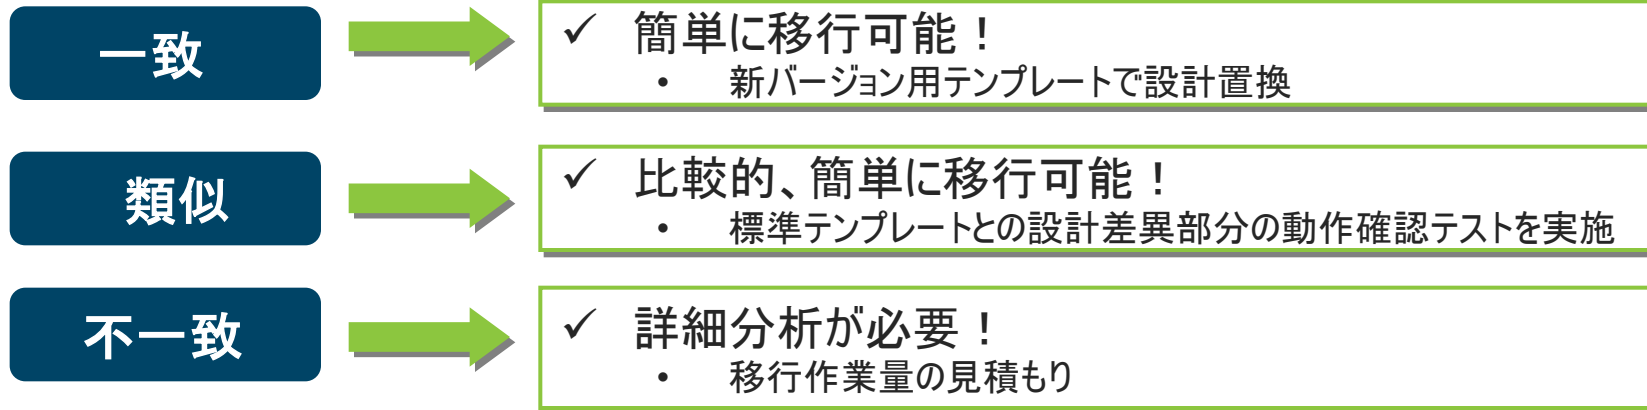 一致
✓ 簡単に移行可能！
• 新バージョン用テンプレートで設計置換
類似
✓ 比較的、簡単に移行可能！
• 標準テンプレートとの設計差異部分の動作確認テストを実施
不一致
✓ 詳細分析が必要！
• 移行作業量の見積もり